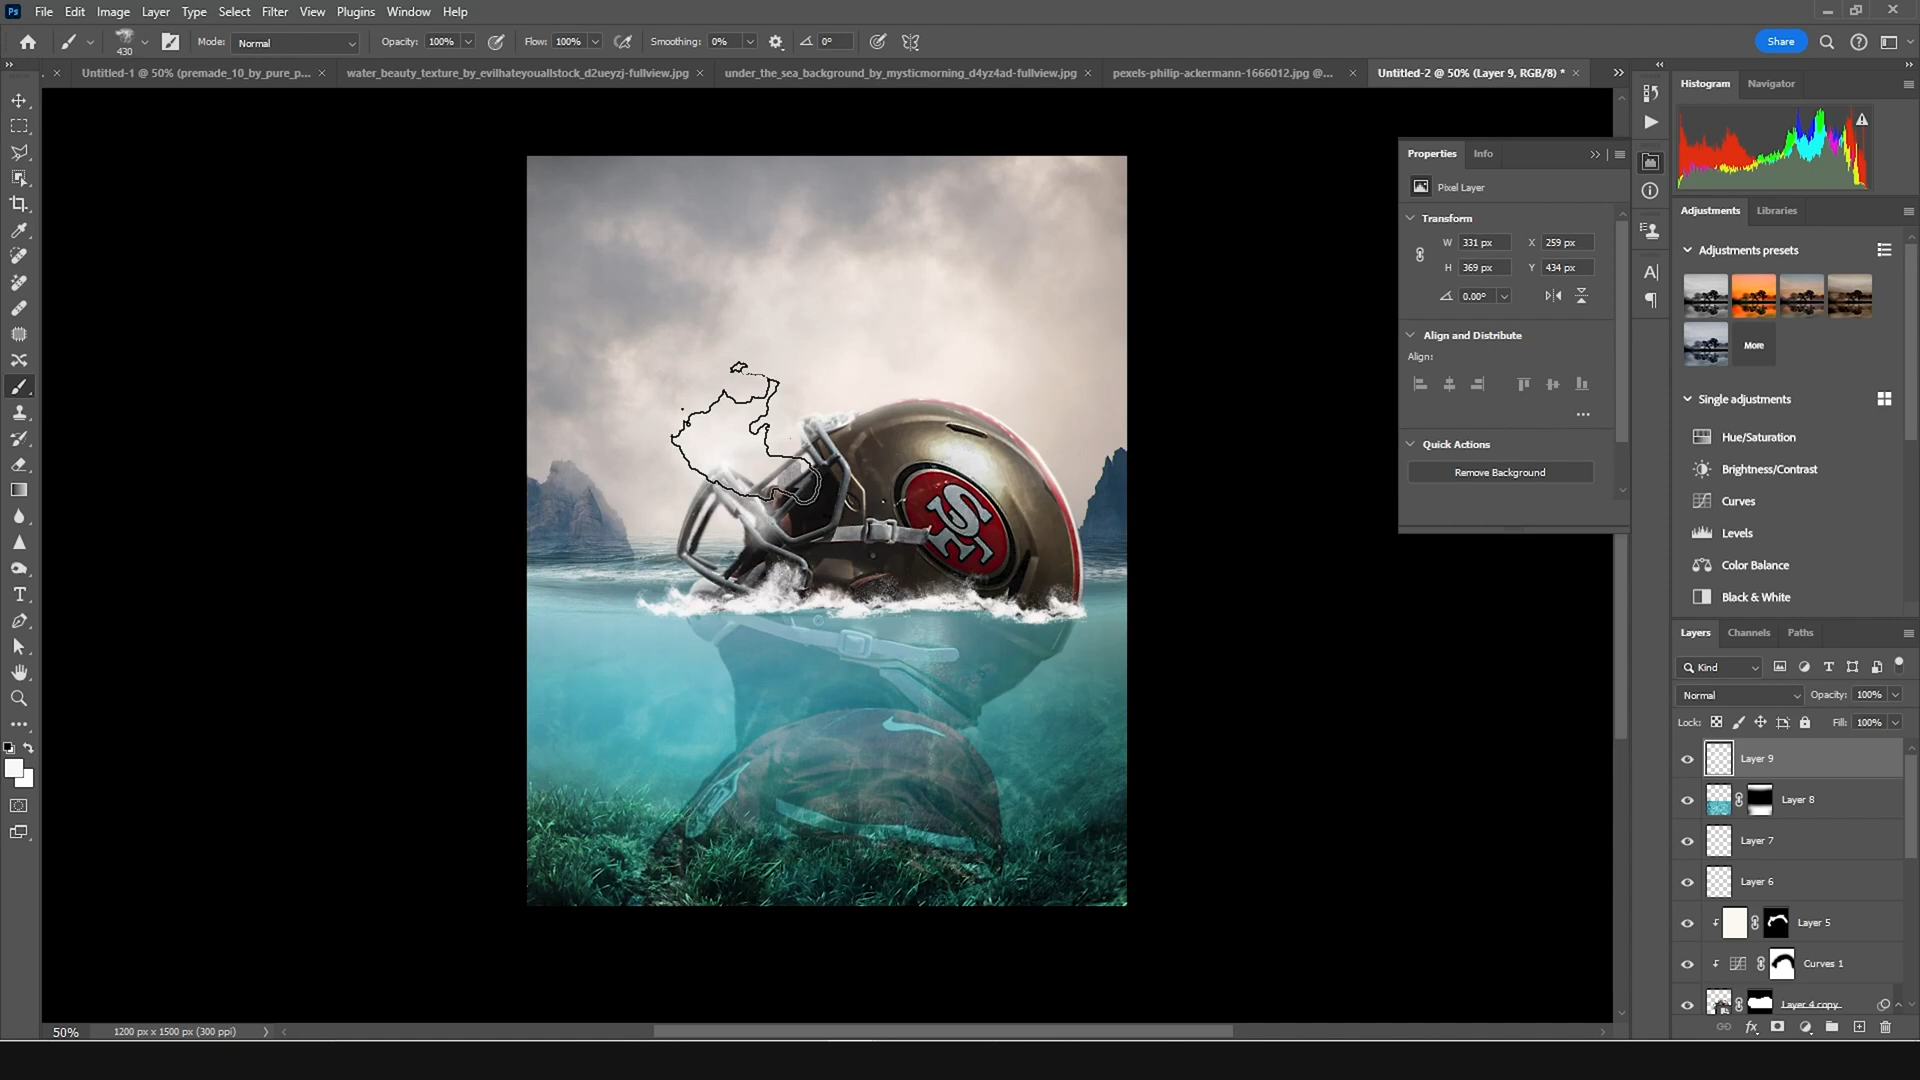 Ps File Edit Image Layer Type Select Filter View Plugins Window Help
430 Mode: Normal Opacity: 100% Flow: 100% Smoothing: 0% 0° Share
Untitled-1 @ 50% (premade_10_by_pure_p... × water_beauty_texture_by_evilhateyouallstock_d2ueyzj-fullview.jpg × under_the_sea_background_by_mysticmorning_d4yz4ad-fullview.jpg × pexels-philip-ackermann-1666012.jpg @... × Untitled-2 @ 50% (Layer 9, RGB/8) * ×
Histogram Navigator
Properties Info
Pixel Layer
Transform
W 331 px X 259 px
H 369 px Y 434 px
0.00°
Align and Distribute
Align:
Quick Actions
Remove Background
Adjustments Libraries
Adjustments presets
More
Single adjustments
Hue/Saturation
Brightness/Contrast
Curves
Levels
Color Balance
Black & White
Layers Channels Paths
Kind
Normal Opacity: 100%
Lock: Fill: 100%
Layer 9
Layer 8
Layer 7
Layer 6
Layer 5
Curves 1
Layer 4 copy
SF
50% 1200 px x 1500 px (300 ppi)